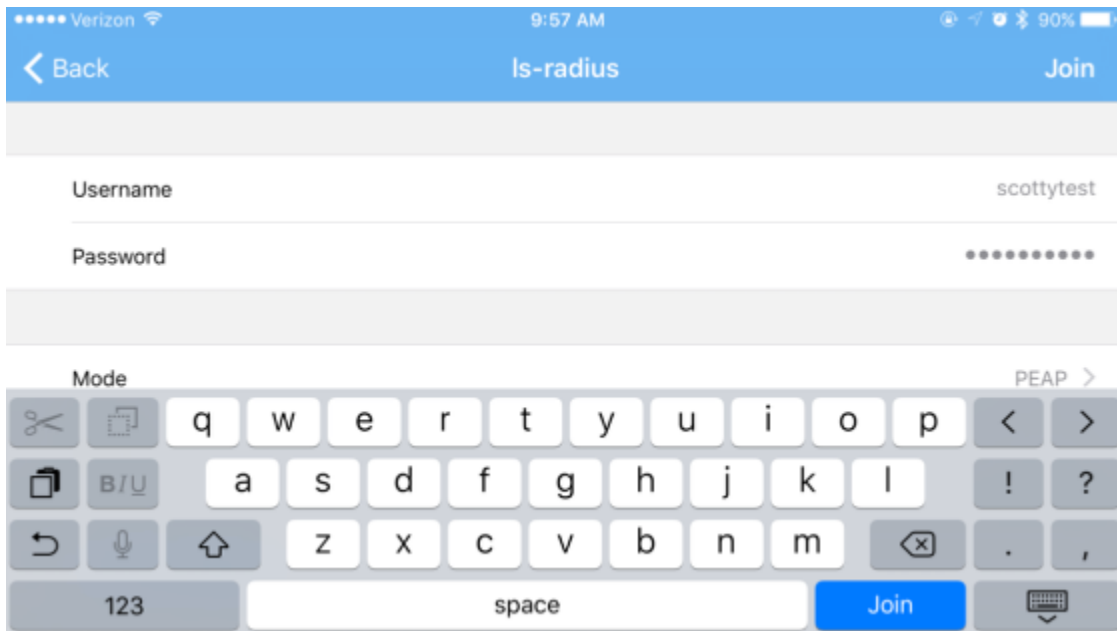 Verizon 9:57 AM 90%
Back ls-radius Join
Username scottytest
Password ••••••••••
Mode PEAP
q w e r t y u i o p < >
B I U a s d f g h j k l ! ?
z x c v b n m . ,
123 space Join